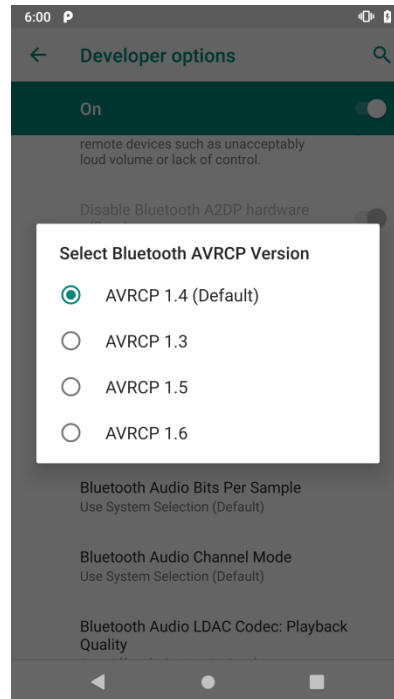 6:00
Developer options
On
remote devices such as unacceptably
loud volume or lack of control.
Disable Bluetooth A2DP hardware
Select Bluetooth AVRCP Version
AVRCP 1.4 (Default)
AVRCP 1.3
AVRCP 1.5
AVRCP 1.6
Bluetooth Audio Bits Per Sample
Use System Selection (Default)
Bluetooth Audio Channel Mode
Use System Selection (Default)
Bluetooth Audio LDAC Codec: Playback
Quality